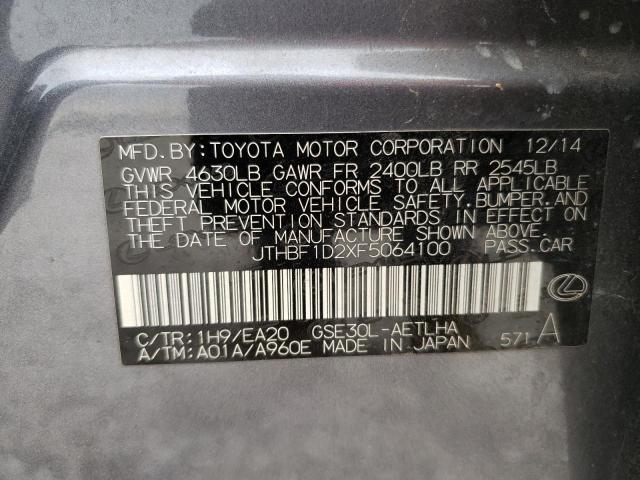 MFD.BY:TOYOTA MOTOR CORPORATION 12/14
GVWR 4630LB GAWR FR 2400LB RR 2545LB
THIS VEHICLE CONFORMS TO ALL APPLICABLE
FEDERAL MOTOR VEHICLE SAFETY.BUMPER.AND
THEFT PREVENTION STANDARDS IN EFFECT ON
THE DATE OF MANUFACTURE SHOWN ABOVE.
JTHBF1D2XF5064100 PASS.CAR
C/TR:1H9/EA20 GSE30L-AETLHA
A/TM:A01A/A960E MADE IN JAPAN 571 A